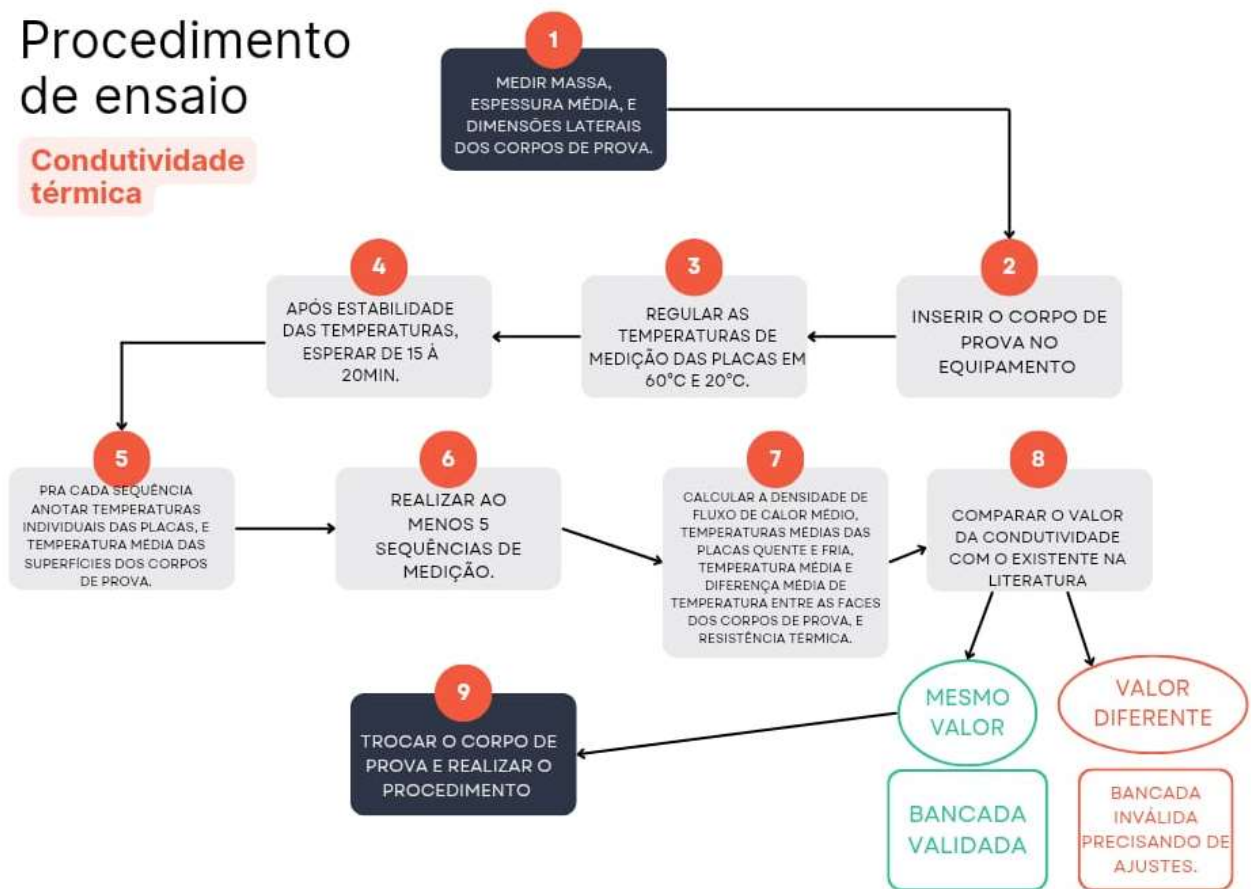 Procedimento
de ensaio
Condutividade
térmica
1
MEDIR MASSA,
ESPESSURA MÉDIA, E
DIMENSÕES LATERAIS
DOS CORPOS DE PROVA.
2
INSERIR O CORPO DE
PROVA NO
EQUIPAMENTO
3
REGULAR AS
TEMPERATURAS DE
MEDIÇÃO DAS PLACAS EM
60°C E 20°C.
4
APÓS ESTABILIDADE
DAS TEMPERATURAS,
ESPERAR DE 15 À
20MIN.
5
PRA CADA SEQUÊNCIA
ANOTAR TEMPERATURAS
INDIVIDUAIS DAS PLACAS, E
TEMPERATURA MÉDIA DAS
SUPERFÍCIES DOS CORPOS
DE PROVA.
6
REALIZAR AO
MENOS 5
SEQUÊNCIAS DE
MEDIÇÃO.
7
CALCULAR A DENSIDADE DE
FLUXO DE CALOR MÉDIO,
TEMPERATURAS MÉDIAS DAS
PLACAS QUENTE E FRIA,
TEMPERATURA MÉDIA E
DIFERENÇA MÉDIA DE
TEMPERATURA ENTRE AS FACES
DOS CORPOS DE PROVA, E
RESISTÊNCIA TÉRMICA.
8
COMPARAR O VALOR
DA CONDUTIVIDADE
COM O EXISTENTE NA
LITERATURA
MESMO
VALOR
BANCADA
VALIDADA
VALOR
DIFERENTE
BANCADA
INVÁLIDA
PRECISANDO DE
AJUSTES.
9
TROCAR O CORPO DE
PROVA E REALIZAR O
PROCEDIMENTO